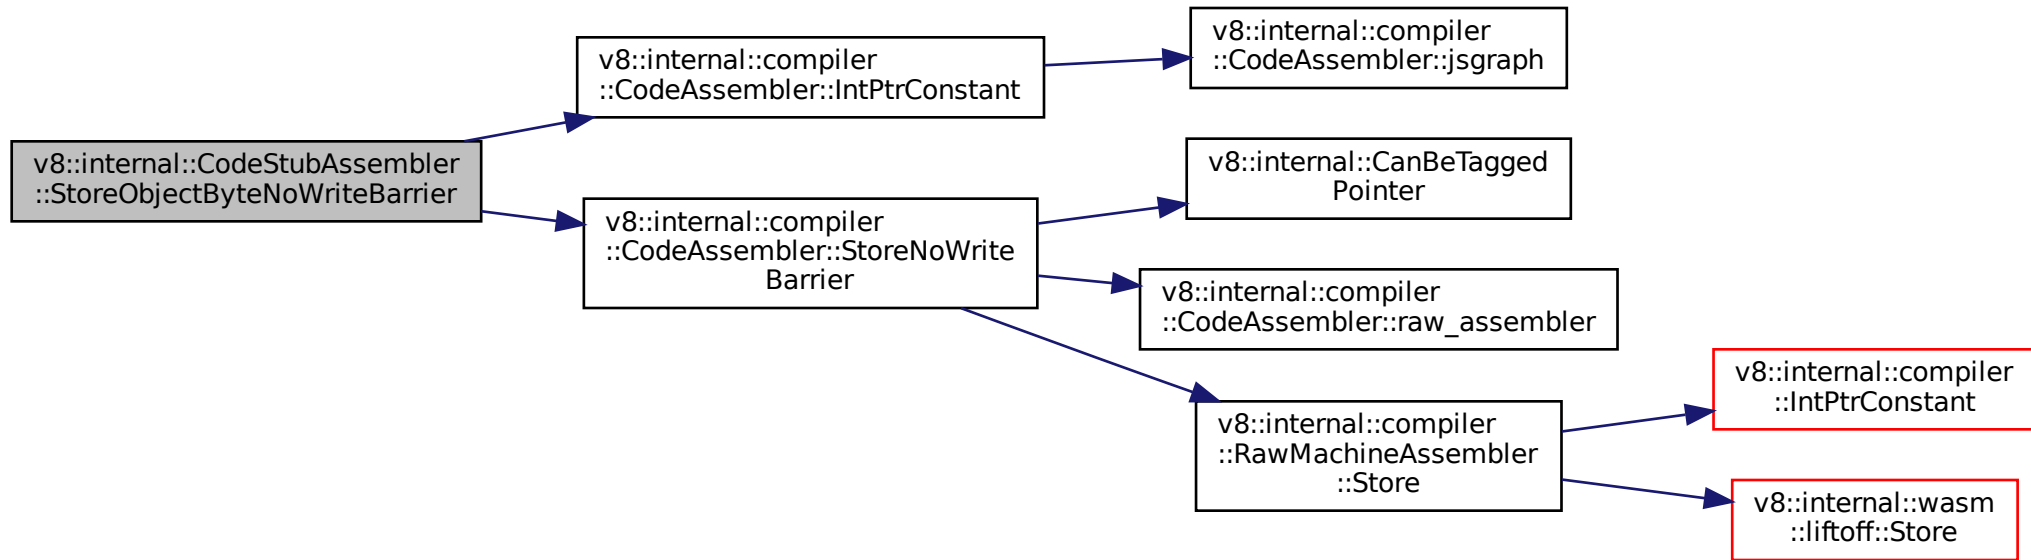 v8::internal::CodeStubAssembler
::StoreObjectByteNoWriteBarrier
v8::internal::compiler
::CodeAssembler::IntPtrConstant
v8::internal::compiler
::CodeAssembler::jsgraph
v8::internal::compiler
::CodeAssembler::StoreNoWrite
Barrier
v8::internal::CanBeTagged
Pointer
v8::internal::compiler
::CodeAssembler::raw_assembler
v8::internal::compiler
::RawMachineAssembler
::Store
v8::internal::compiler
::IntPtrConstant
v8::internal::wasm
::liftoff::Store